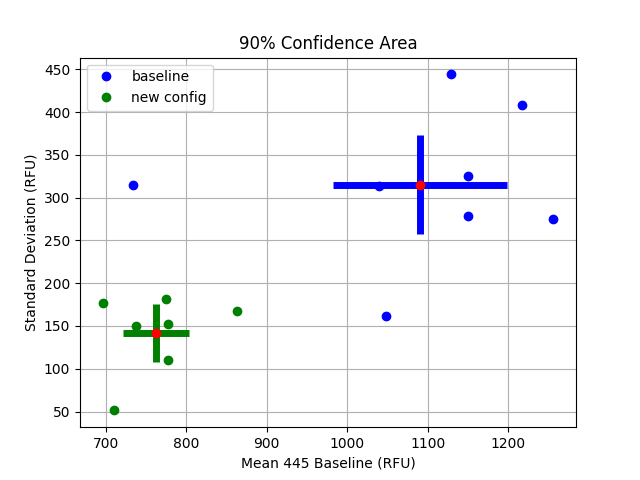 90% Confidence Area
baseline
new config
450
400
350
300
250
200
150
100
50
Standard Deviation (RFU)
700 800 900 1000 1100 1200
Mean 445 Baseline (RFU)